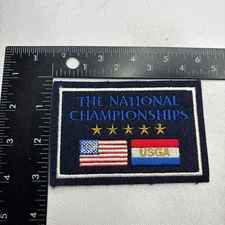 THE NATIONAL
CHAMPIONSHIPS
USGA